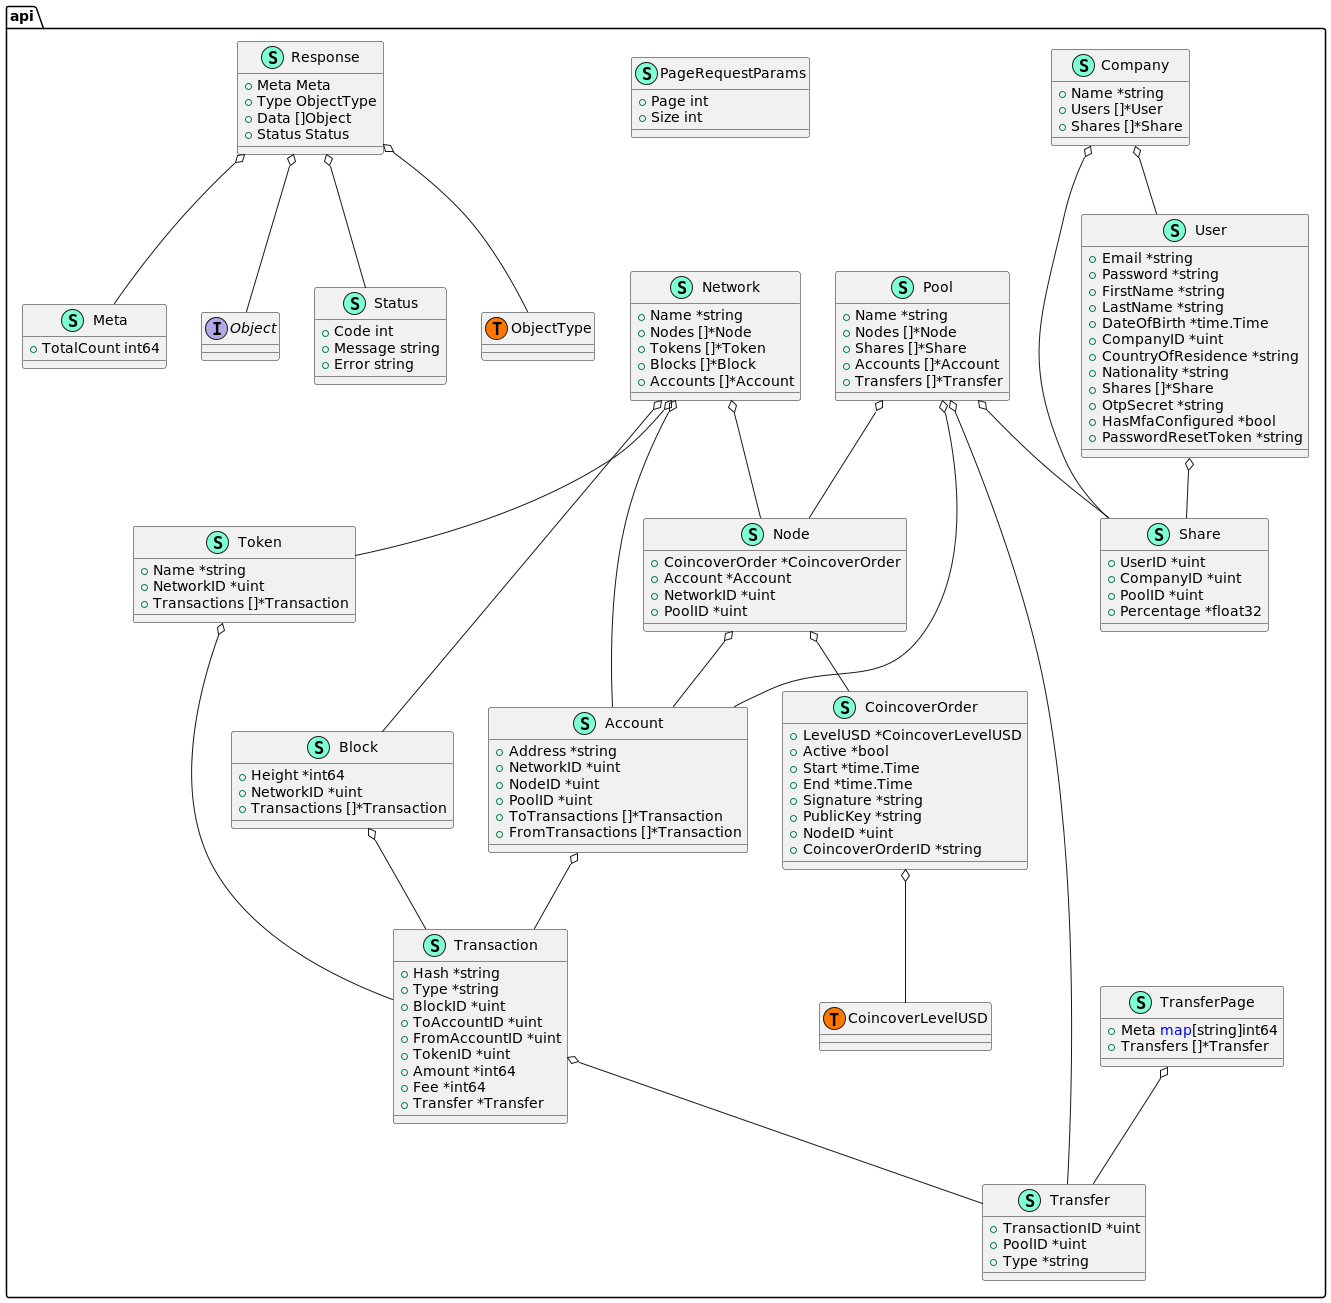 api
S Response
Meta Meta
Type ObjectType
Data []Object
Status Status
S PageRequestParams
Page int
Size int
S Company
Name *string
Users []*User
Shares []*Share
S User
Email *string
Password *string
FirstName *string
LastName *string
DateOfBirth *time.Time
CompanyID *uint
CountryOfResidence *string
Nationality *string
Shares []*Share
OtpSecret *string
HasMfaConfigured *bool
PasswordResetToken *string
S Meta
TotalCount int64
I Object
S Status
Code int
Message string
Error string
T ObjectType
S Network
Name *string
Nodes []*Node
Tokens []*Token
Blocks []*Block
Accounts []*Account
S Pool
Name *string
Nodes []*Node
Shares []*Share
Accounts []*Account
Transfers []*Transfer
S Token
Name *string
NetworkID *uint
Transactions []*Transaction
S Node
CoincoverOrder *CoincoverOrder
Account *Account
NetworkID *uint
PoolID *uint
S Share
UserID *uint
CompanyID *uint
PoolID *uint
Percentage *float32
S Block
Height *int64
NetworkID *uint
Transactions []*Transaction
S Account
Address *string
NetworkID *uint
NodeID *uint
PoolID *uint
ToTransactions []*Transaction
FromTransactions []*Transaction
S CoincoverOrder
LevelUSD *CoincoverLevelUSD
Active *bool
Start *time.Time
End *time.Time
Signature *string
PublicKey *string
NodeID *uint
CoincoverOrderID *string
S Transaction
Hash *string
Type *string
BlockID *uint
ToAccountID *uint
FromAccountID *uint
TokenID *uint
Amount *int64
Fee *int64
Transfer *Transfer
T CoincoverLevelUSD
S TransferPage
Meta map[string]int64
Transfers []*Transfer
S Transfer
TransactionID *uint
PoolID *uint
Type *string